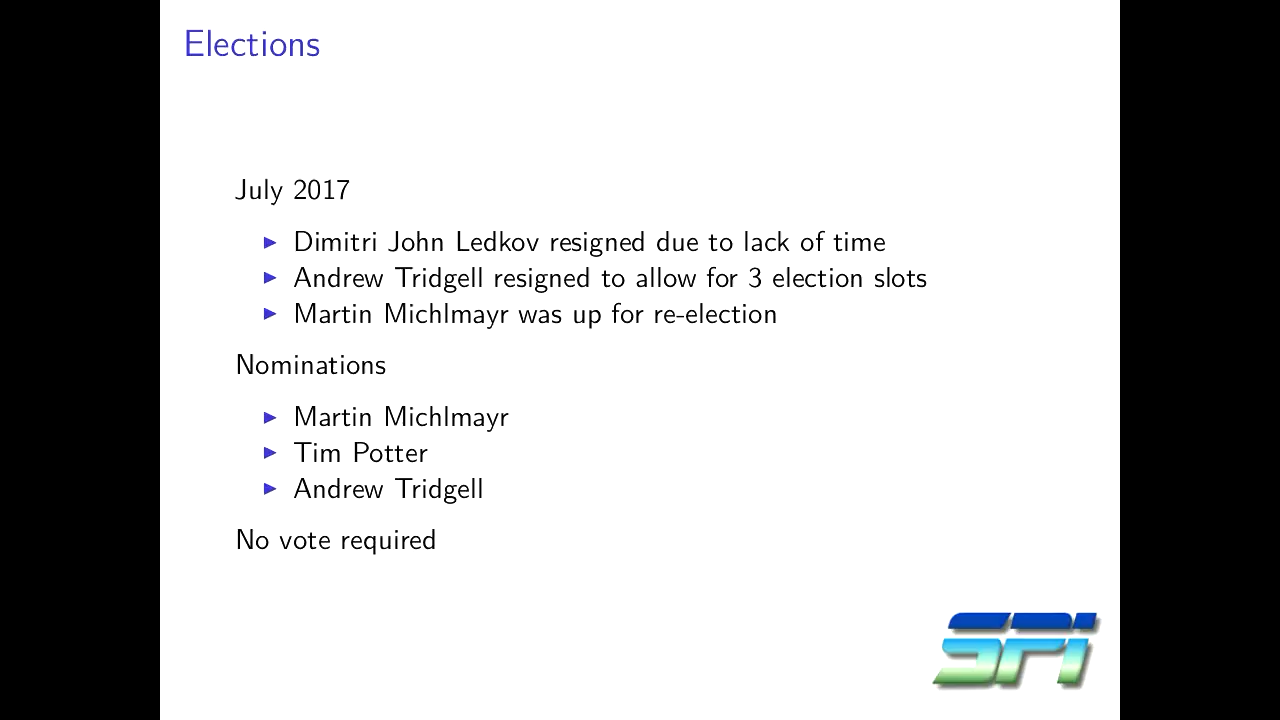 Elections
July 2017
Dimitri John Ledkov resigned due to lack of time
Andrew Tridgell resigned to allow for 3 election slots
Martin Michlmayr was up for re-election
Nominations
Martin Michlmayr
Tim Potter
Andrew Tridgell
No vote required
SPi